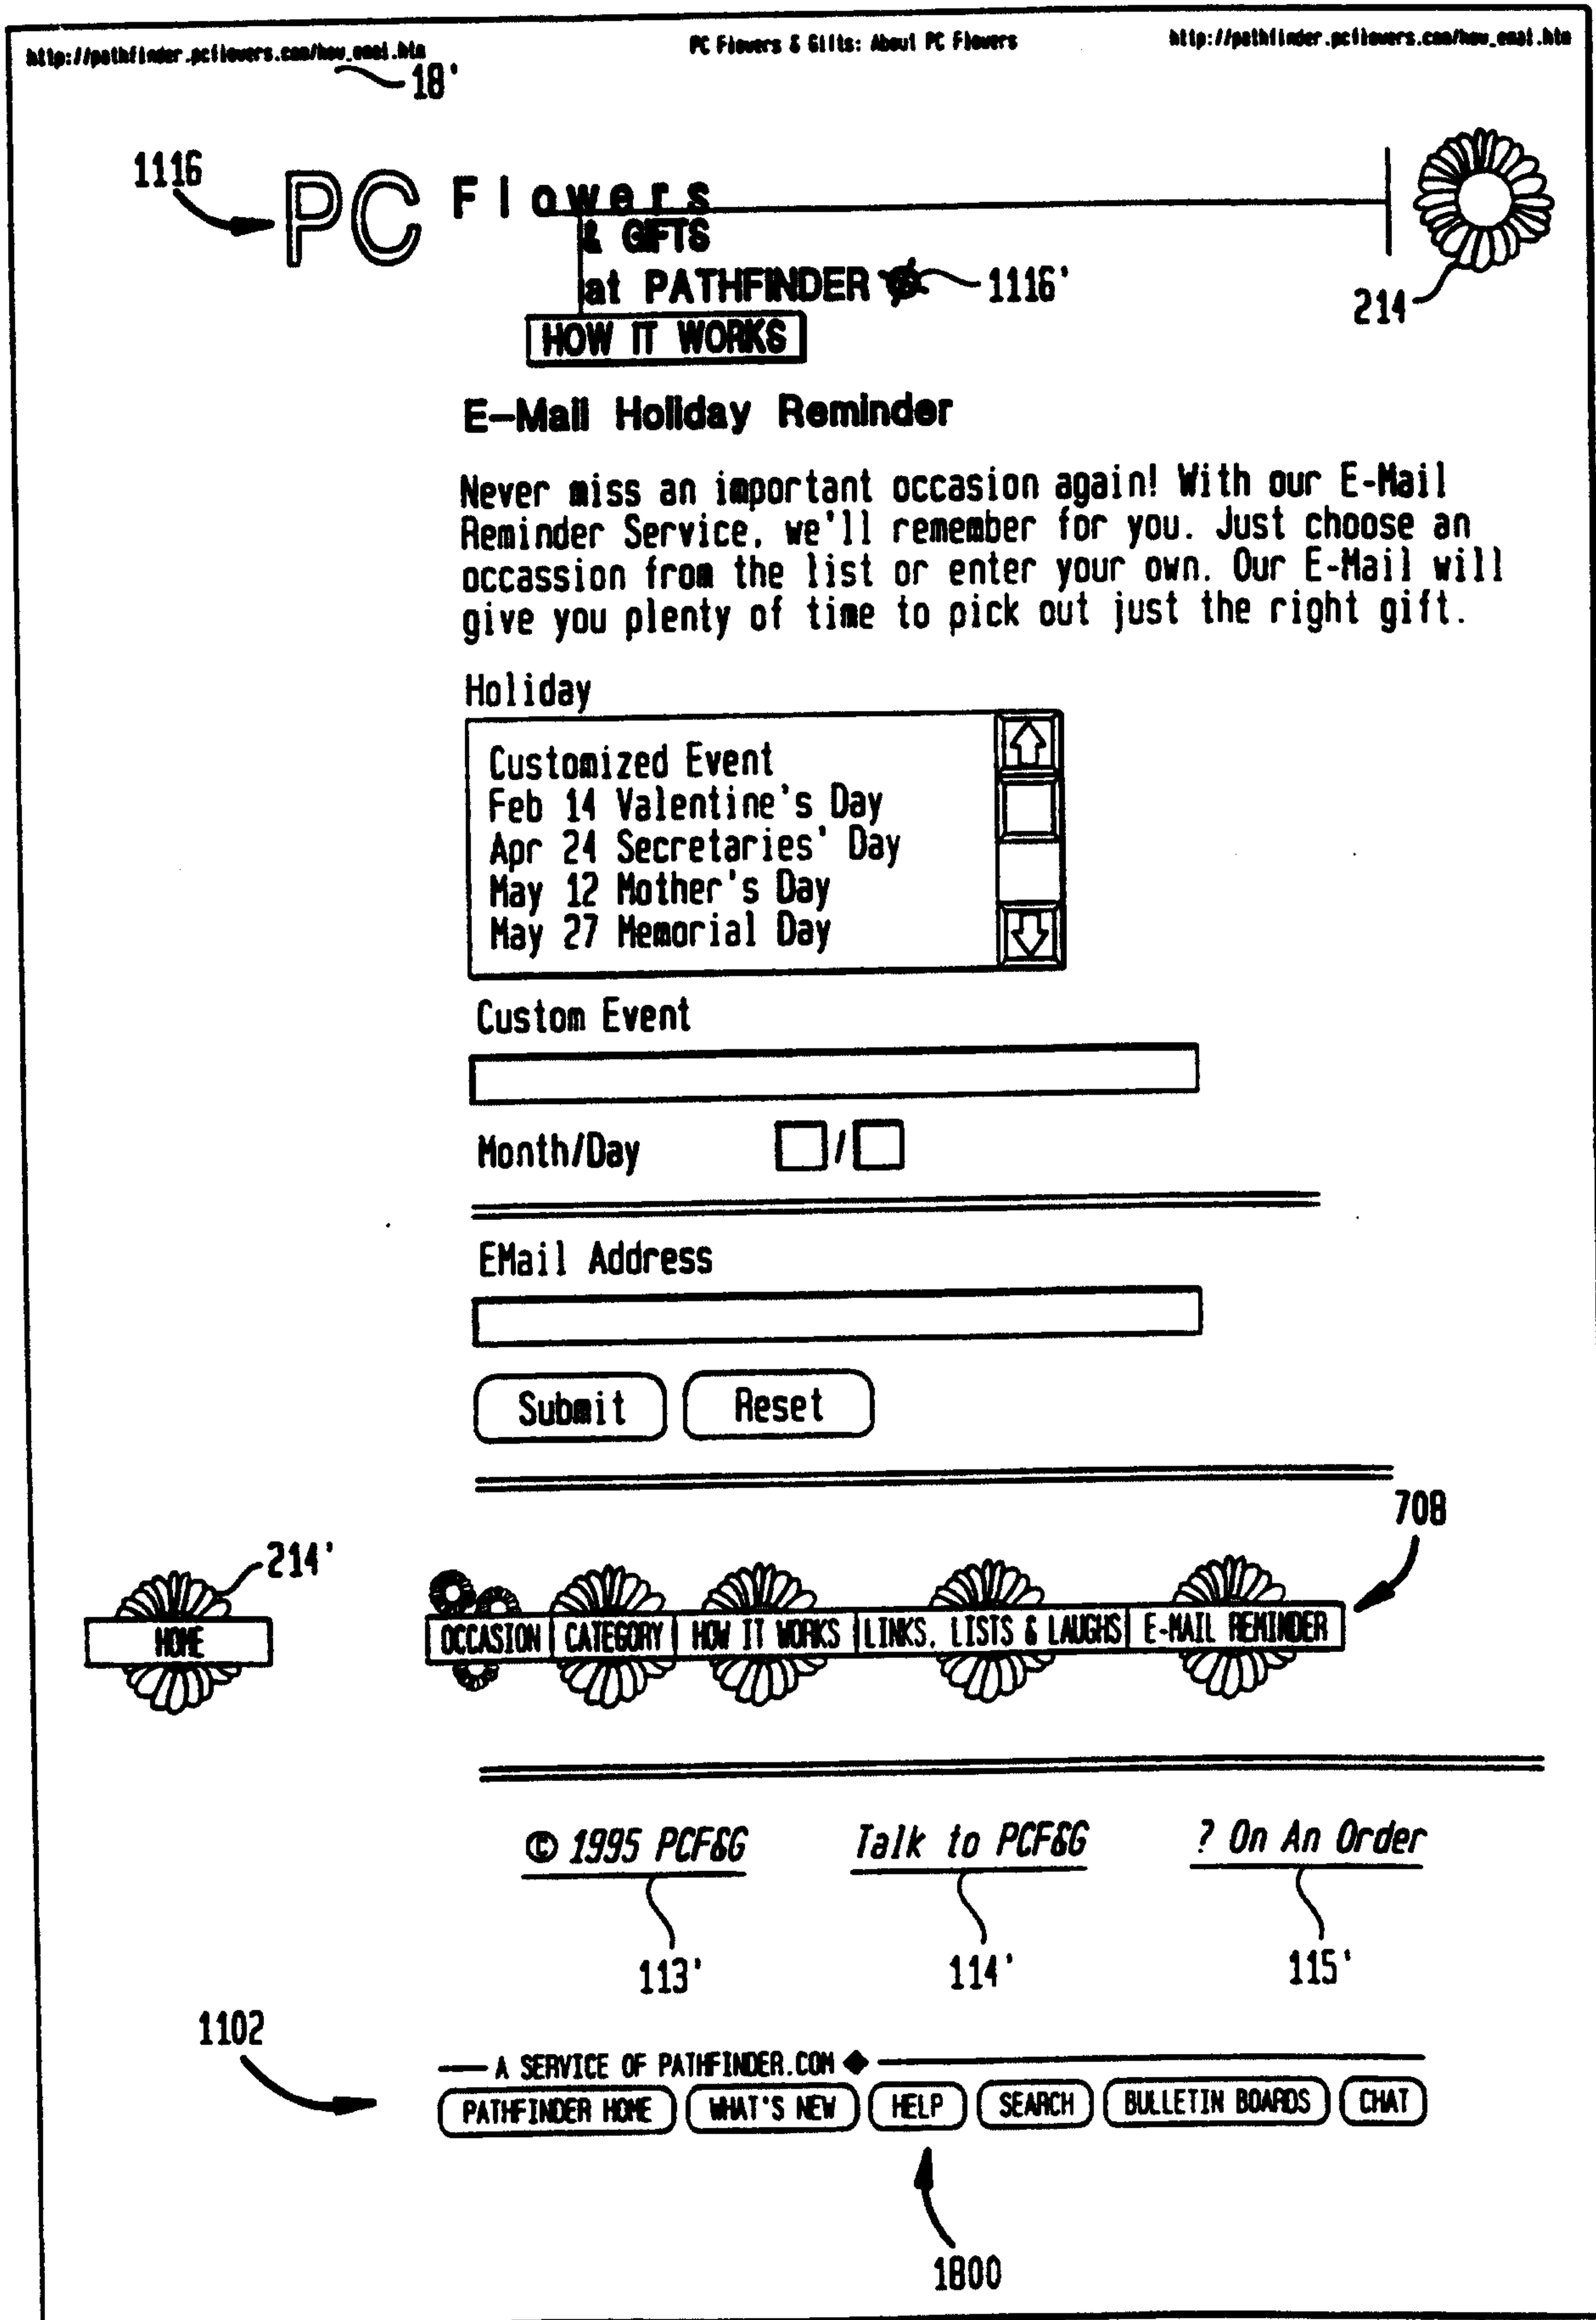 http://pathfinder.pcflowers.com/how_emai.htm
PC Flowers & Gifts: About PC Flowers
http://pathfinder.pcflowers.com/how_emai.htm
18'
1116
PC Flowers
& GIFTS
at PATHFINDER
1116'
214
HOW IT WORKS
E-Mail Holiday Reminder
Never miss an important occasion again! With our E-Mail
Reminder Service, we'll remember for you. Just choose an
occassion from the list or enter your own. Our E-Mail will
give you plenty of time to pick out just the right gift.
Holiday
Customized Event
Feb 14 Valentine's Day
Apr 24 Secretaries' Day
May 12 Mother's Day
May 27 Memorial Day
Custom Event
Month/Day /
EMail Address
Submit Reset
708
214'
HOME OCCASION CATEGORY HOW IT WORKS LINKS, LISTS & LAUGHS E-MAIL REMINDER
© 1995 PCF&G Talk to PCF&G ? On An Order
113' 114' 115'
1102
A SERVICE OF PATHFINDER.COM
PATHFINDER HOME WHAT'S NEW HELP SEARCH BULLETIN BOARDS CHAT
1800